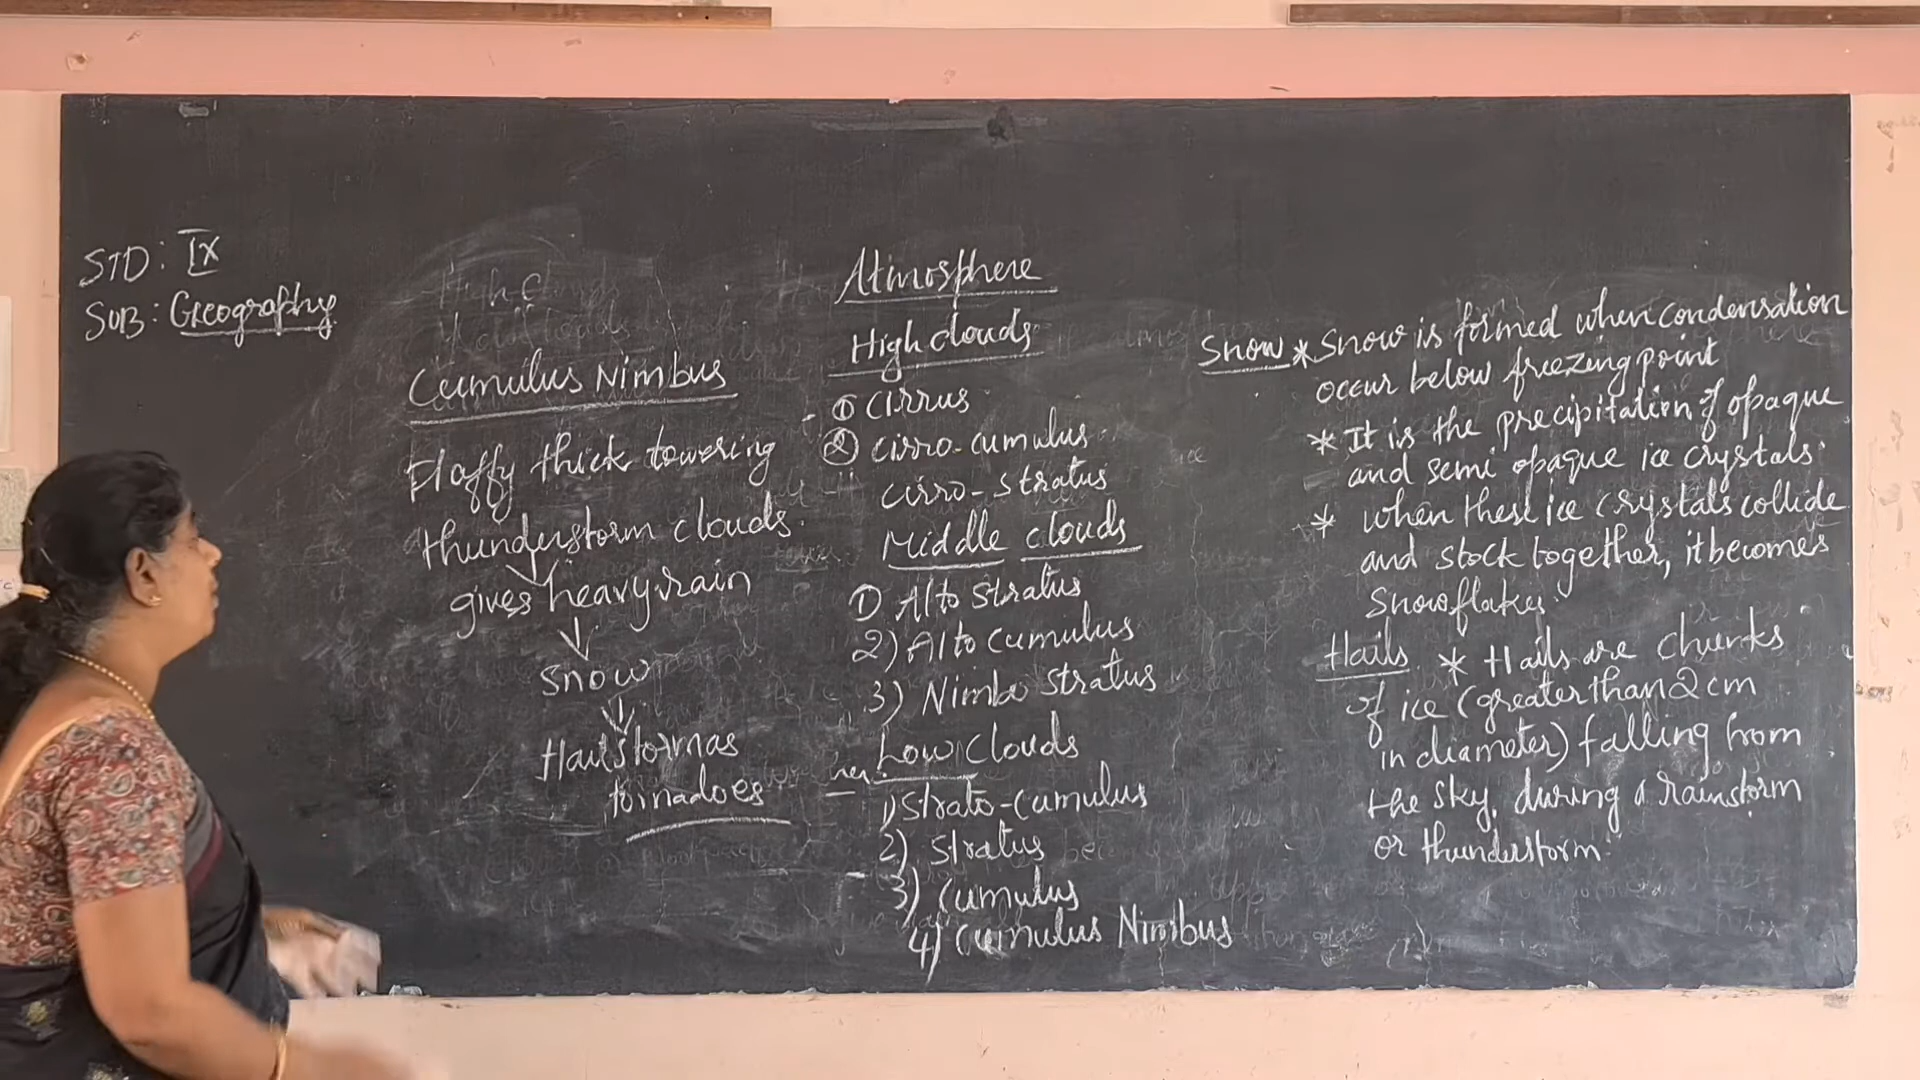 STD: IX
SUB: Geography
Cumulus Nimbus
Flaffy thick towering
thunderstorm clouds.
gives heavy rain
snow
Hailstormas
tornadoes
Atmosphere
High clouds
① cirrus
② cirro-cumulus
cirro-stratus
Middle clouds
① Alto stratus
2) Alto cumulus
3) Nimbo stratus
Low Clouds
1) Strato-cumulus
2) Stratus
3) Cumulus
4) Cumulus Nimbus
Snow * Snow is formed when condensation
occur below freezing point
* It is the precipitation of opaque
and semi opaque ice crystals.
* when these ice crystals collide
and stock together, it becomes
Snowflakes.
Hails * Hails are chunks
of ice (greater than 2 cm
in diameter) falling from
the sky, during a rainstorm
or thunderstorm.